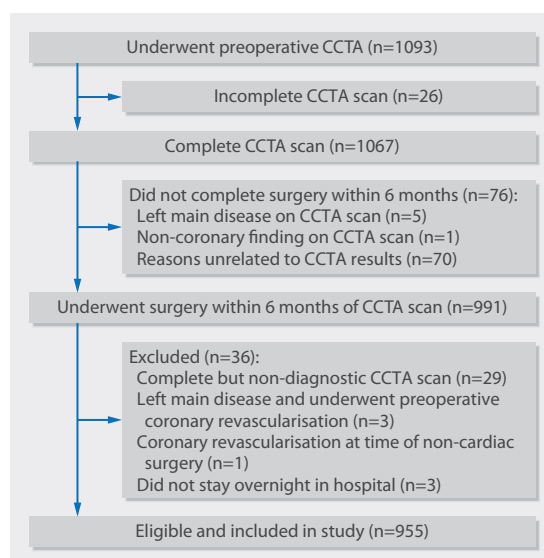 Underwent preoperative CCTA (n=1093)
Incomplete CCTA scan (n=26)
Complete CCTA scan (n=1067)
Did not complete surgery within 6 months (n=76):
Left main disease on CCTA scan (n=5)
Non-coronary finding on CCTA scan (n=1)
Reasons unrelated to CCTA results (n=70)
Underwent surgery within 6 months of CCTA scan (n=991)
Excluded (n=36):
Complete but non-diagnostic CCTA scan (n=29)
Left main disease and underwent preoperative
coronary revascularisation (n=3)
Coronary revascularisation at time of non-cardiac
surgery (n=1)
Did not stay overnight in hospital (n=3)
Eligible and included in study (n=955)